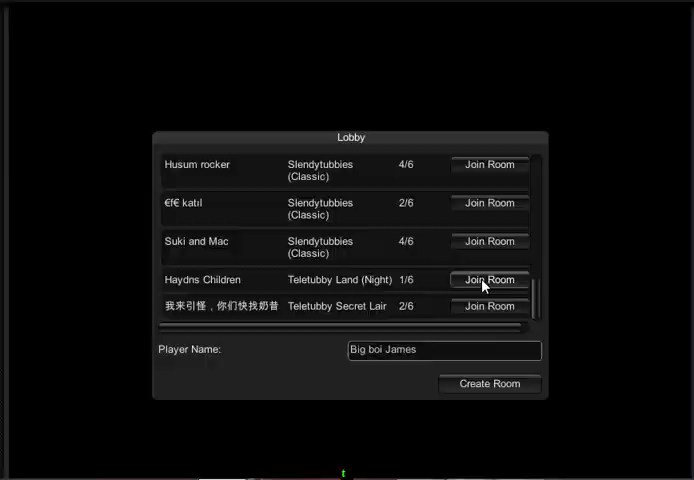 Lobby
Husum rocker Slendytubbies (Classic) 4/6 Join Room
€f€ katıl Slendytubbies (Classic) 2/6 Join Room
Suki and Mac Slendytubbies (Classic) 4/6 Join Room
Haydns Children Teletubby Land (Night) 1/6 Join Room
我来引怪，你们快找奶昔 Teletubby Secret Lair 2/6 Join Room
Player Name: Big boi James
Create Room
t